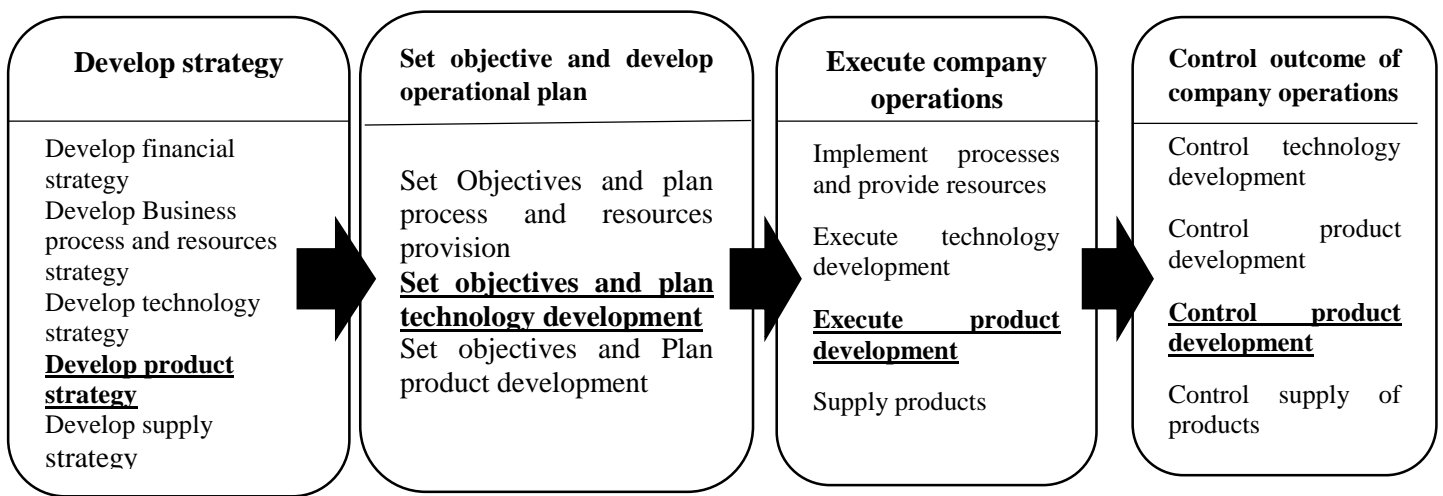 Develop strategy
Develop financial
strategy
Develop Business
process and resources
strategy
Develop technology
strategy
Develop product
strategy
Develop supply
strategy
Set objective and develop
operational plan
Set Objectives and plan
process and resources
provision
Set objectives and plan
technology development
Set objectives and Plan
product development
Execute company
operations
Implement processes
and provide resources
Execute technology
development
Execute product
development
Supply products
Control outcome of
company operations
Control technology
development
Control product
development
Control product
development
Control supply of
products